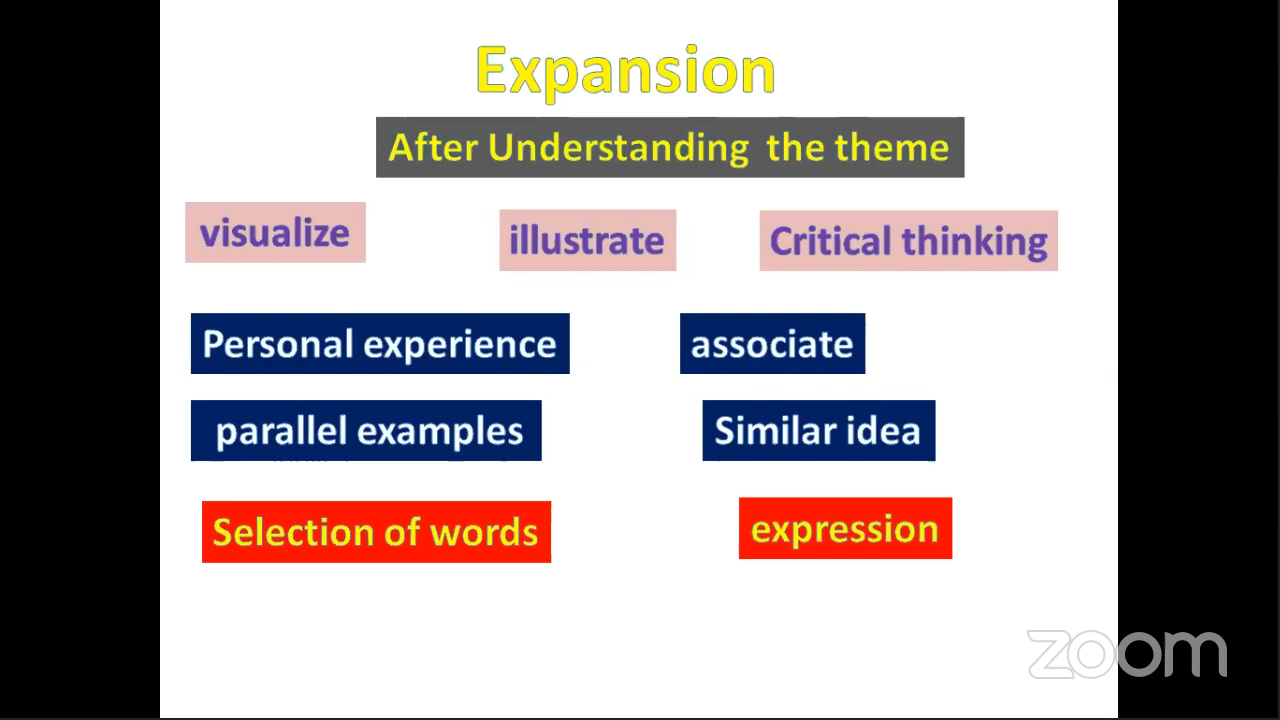 Expansion
After Understanding the theme
visualize
illustrate
Critical thinking
Personal experience
associate
parallel examples
Similar idea
Selection of words
expression
zoom